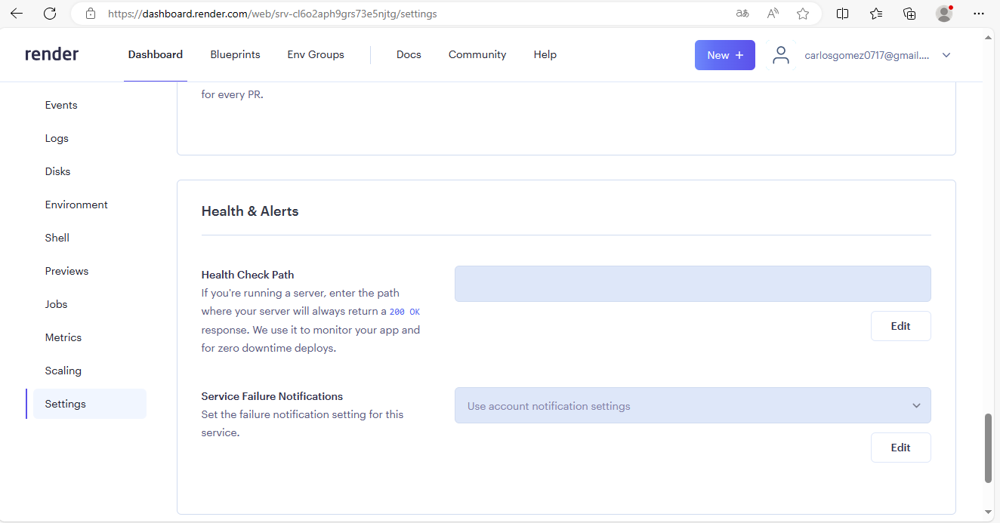 https://dashboard.render.com/web/srv-cl6o2aph9grs73e5njtg/settings
render
Dashboard
Blueprints
Env Groups
Docs
Community
Help
New +
carlosgomez0717@gmail....
Events
Logs
Disks
Environment
Shell
Previews
Jobs
Metrics
Scaling
Settings
for every PR.
Health & Alerts
Health Check Path
If you're running a server, enter the path
where your server will always return a 200 OK
response. We use it to monitor your app and
for zero downtime deploys.
Edit
Service Failure Notifications
Set the failure notification setting for this
service.
Use account notification settings
Edit